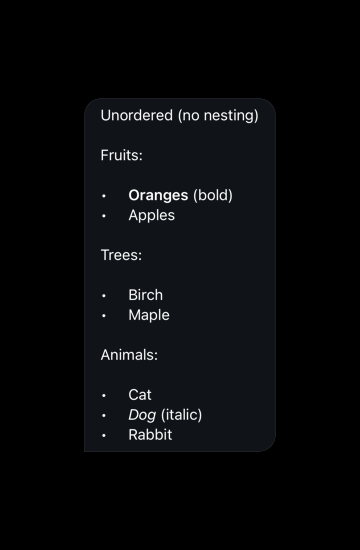 Unordered (no nesting)
Fruits:
• Oranges (bold)
• Apples
Trees:
• Birch
• Maple
Animals:
• Cat
• Dog (italic)
• Rabbit